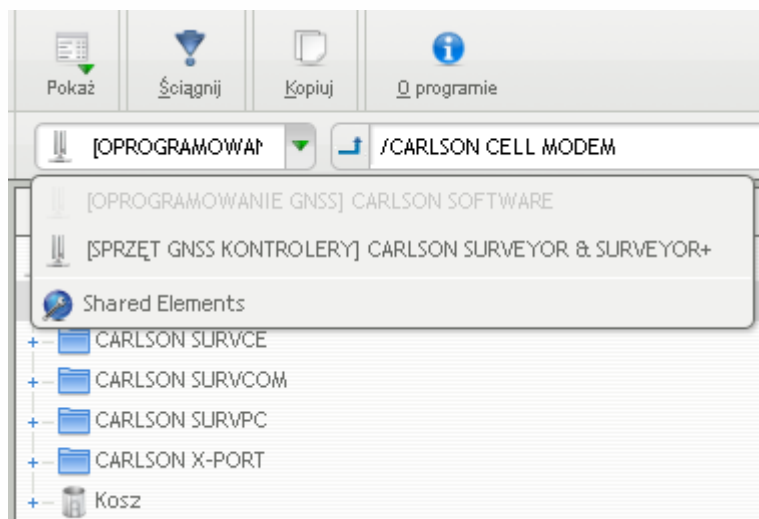 Pokaż Ściągnij Kopiuj O programie
[OPROGRAMOWAN /CARLSON CELL MODEM
[OPROGRAMOWANIE GNSS] CARLSON SOFTWARE
[SPRZĘT GNSS KONTROLERY] CARLSON SURVEYOR & SURVEYOR+
Shared Elements
CARLSON SURVCE
CARLSON SURVCOM
CARLSON SURVPC
CARLSON X-PORT
Kosz